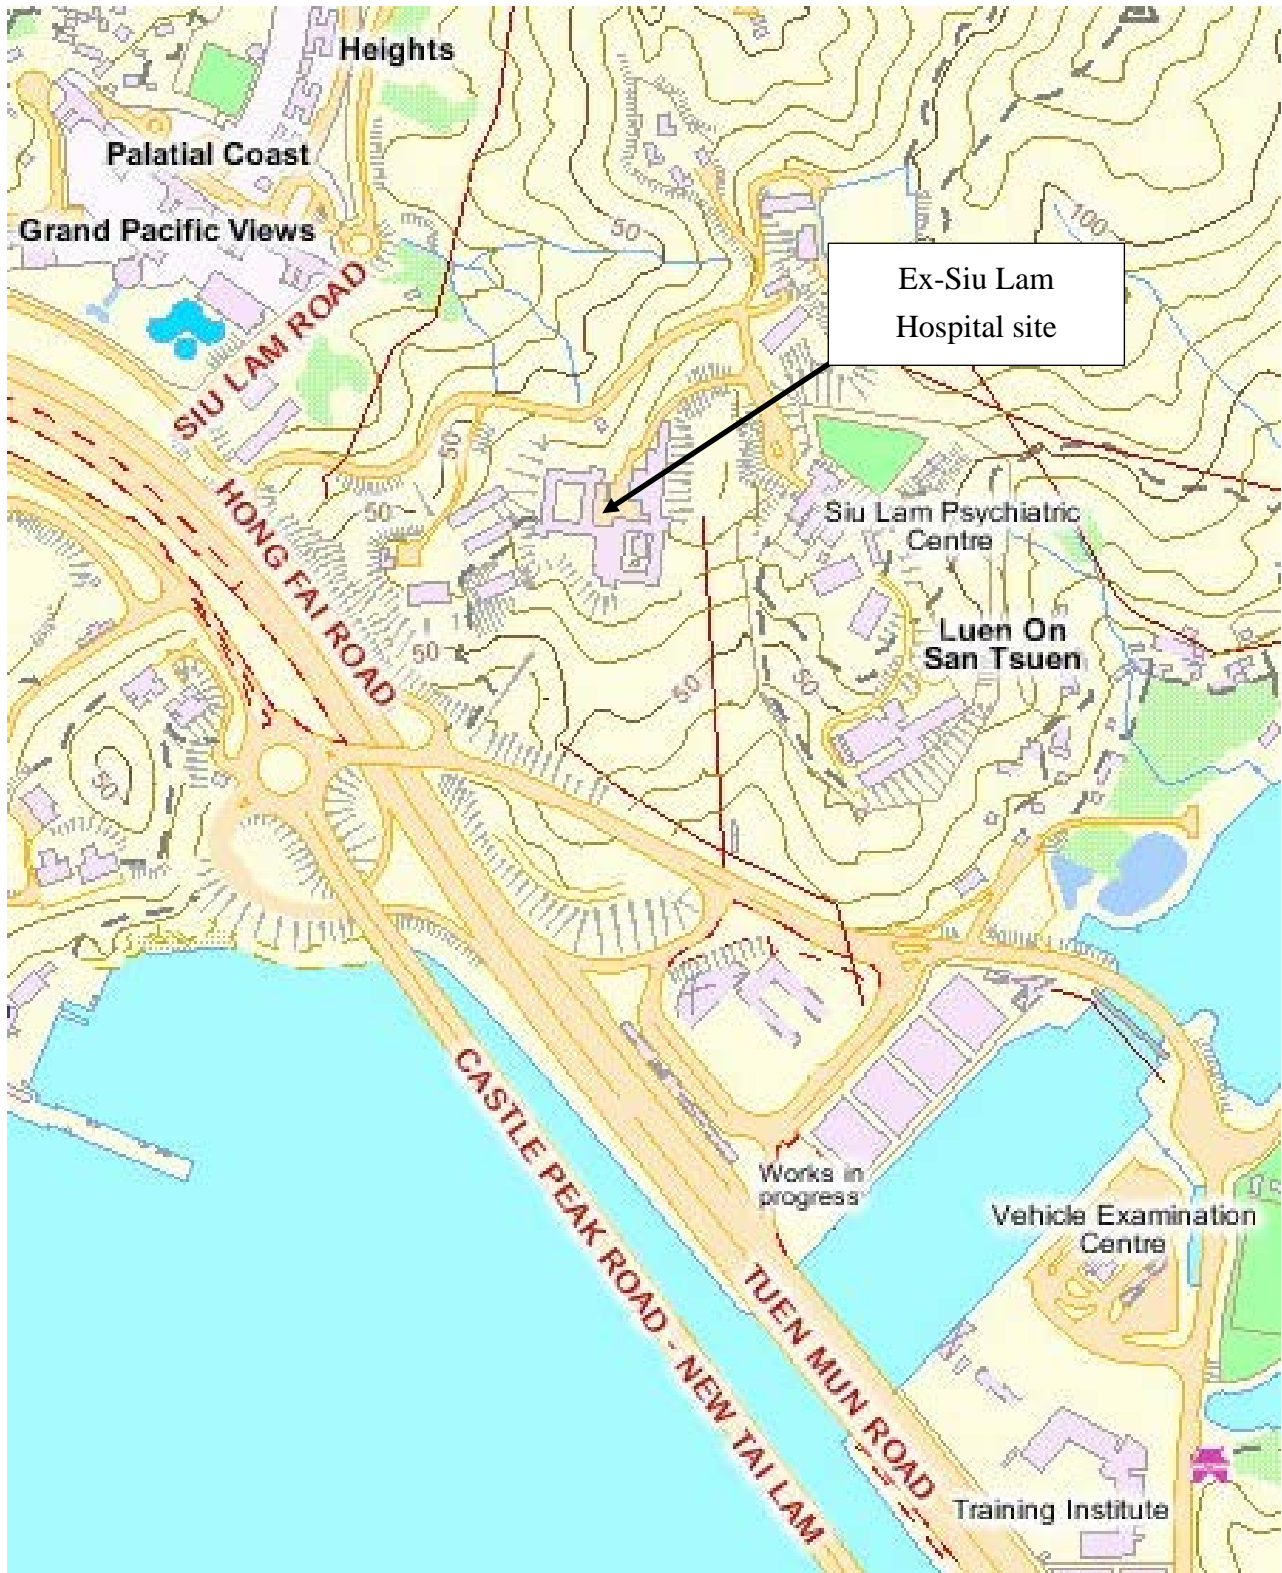 Heights
Palatial Coast
Grand Pacific Views
SIU LAM ROAD
50
100
Ex-Siu Lam
Hospital site
50
50
HONG FAI ROAD
Siu Lam Psychiatric
Centre
Luen On
San Tsuen
50
50
50
50
CASTLE PEAK ROAD - NEW TAI LAM
Works in
progress
Vehicle Examination
Centre
TUEN MUN ROAD
Training Institute